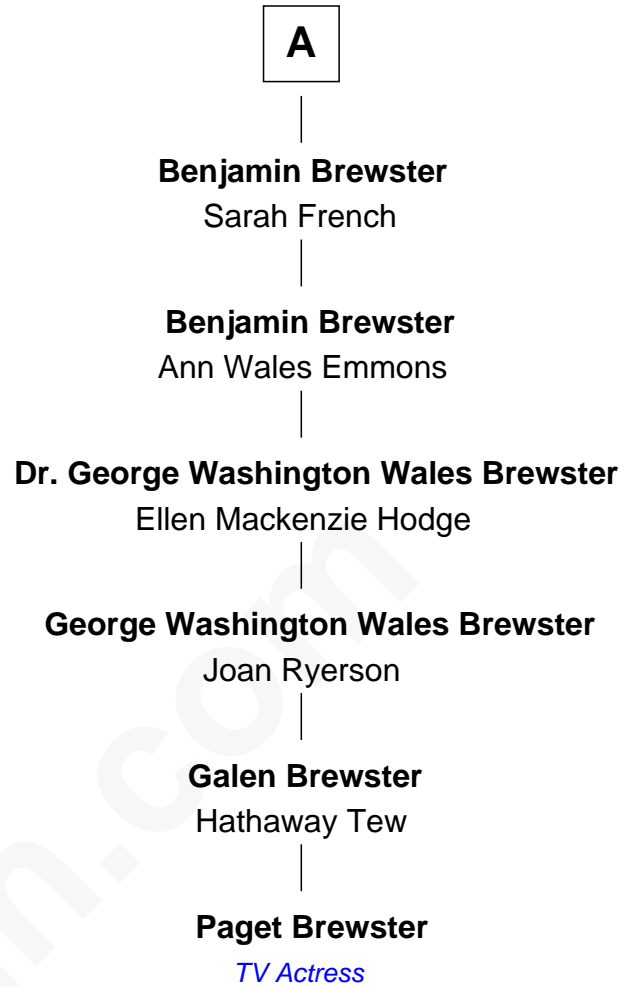 A
Benjamin Brewster
Sarah French
Benjamin Brewster
Ann Wales Emmons
Dr. George Washington Wales Brewster
Ellen Mackenzie Hodge
George Washington Wales Brewster
Joan Ryerson
Galen Brewster
Hathaway Tew
Paget Brewster
TV Actress